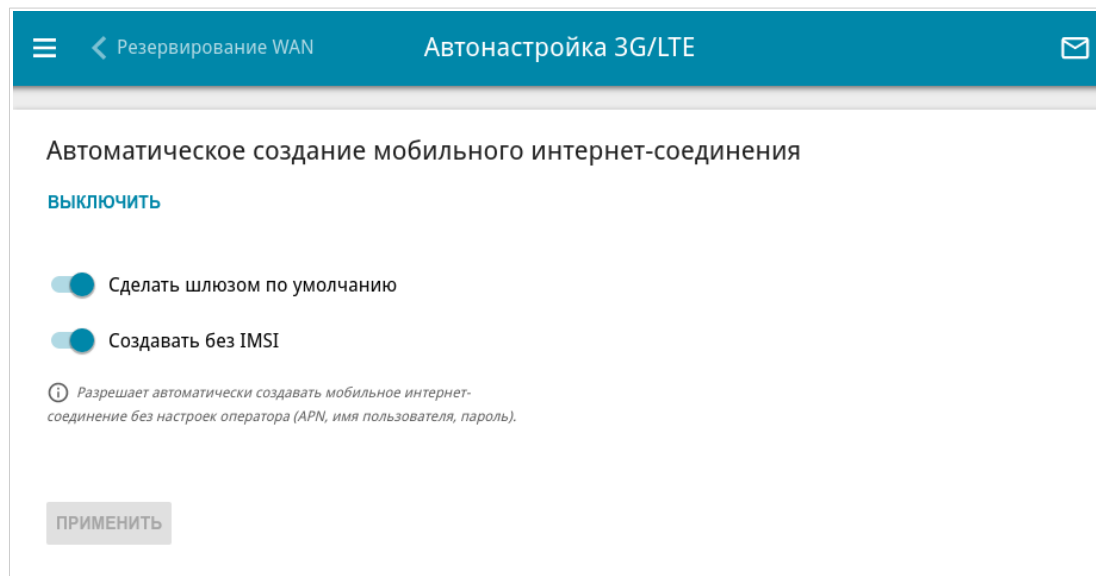 Резервирование WAN
Автонастройка 3G/LTE
Автоматическое создание мобильного интернет-соединения
ВЫКЛЮЧИТЬ
Сделать шлюзом по умолчанию
Создавать без IMSI
Разрешает автоматически создавать мобильное интернет-
соединение без настроек оператора (APN, имя пользователя, пароль).
ПРИМЕНИТЬ